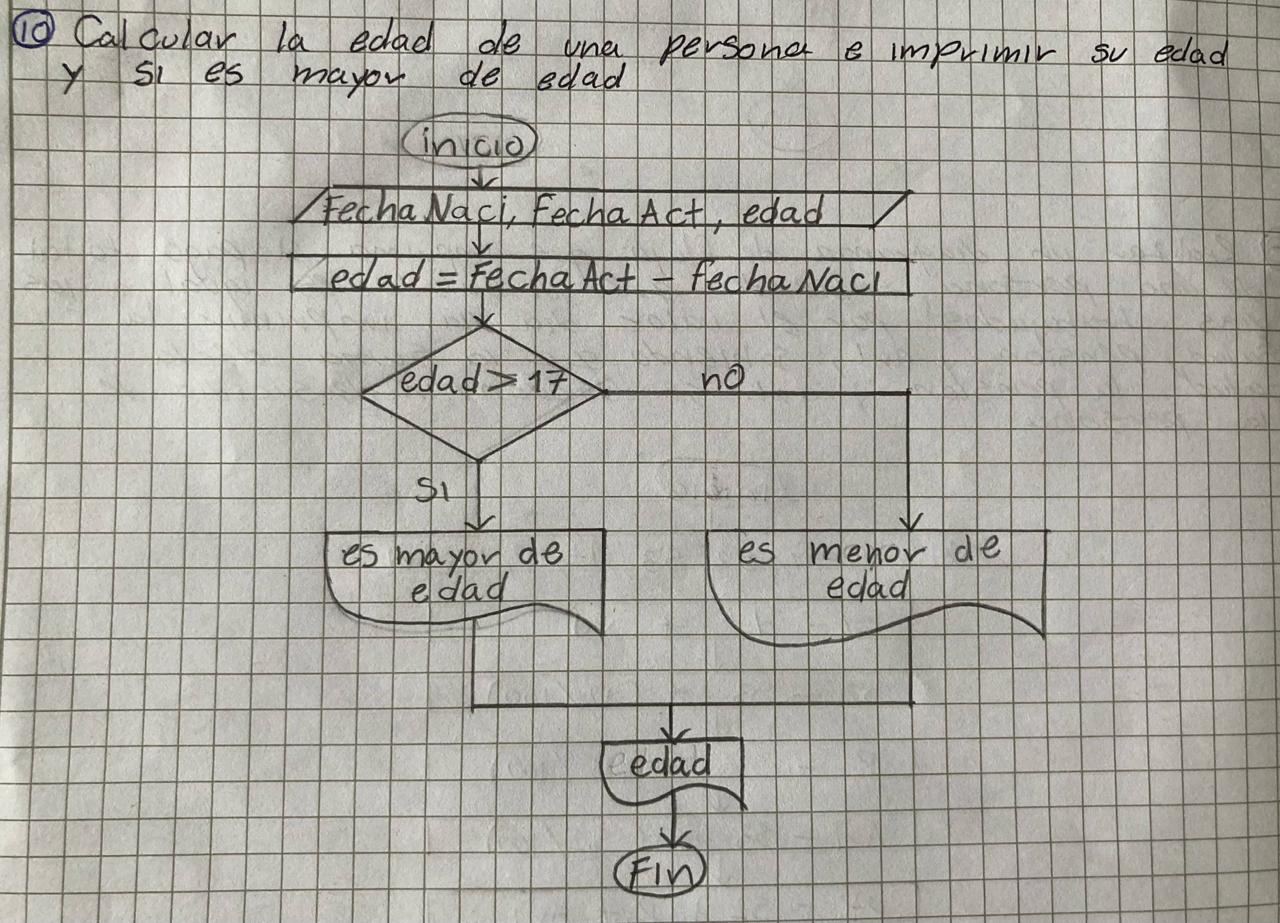 10 Calcular la edad de una persona e imprimir su edad
y si es mayor de edad
inicio
FechaNaci, FechaAct, edad
edad = FechaAct - fechaNaci
edad > 17
no
Si
es mayor de
edad
es menor de
edad
edad
Fin